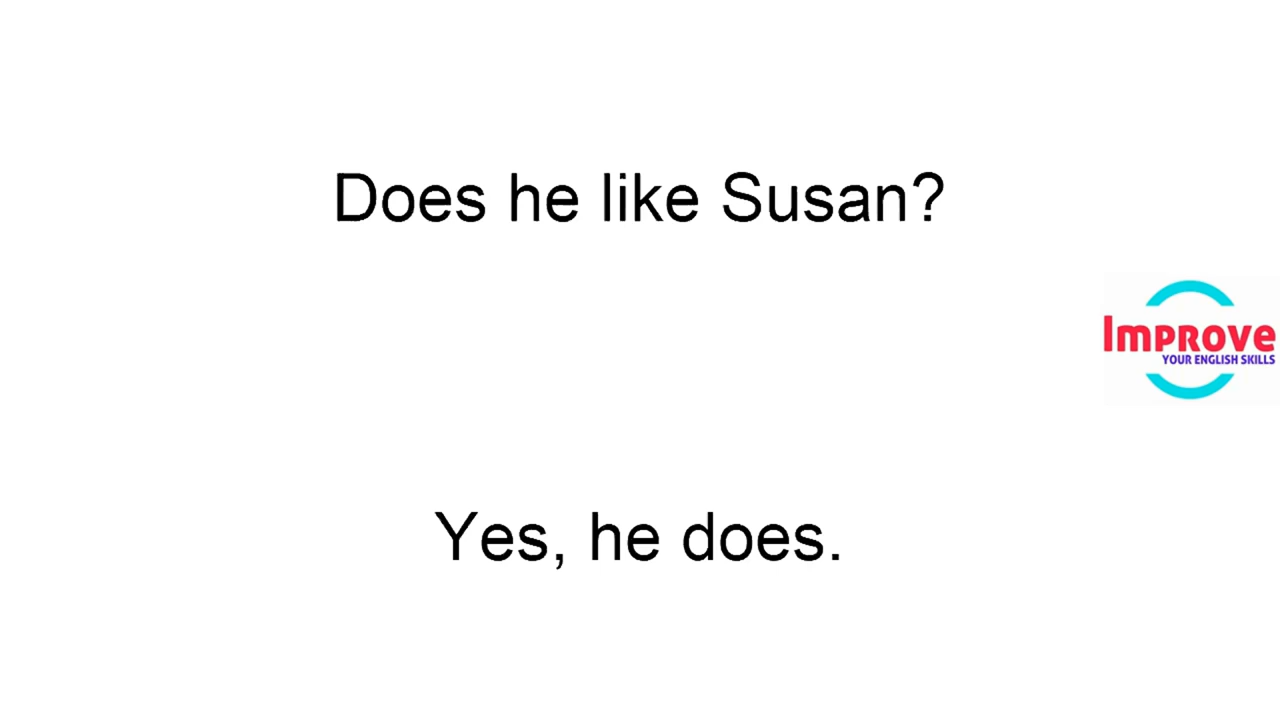 Does he like Susan?
Improve
YOUR ENGLISH SKILLS
Yes, he does.